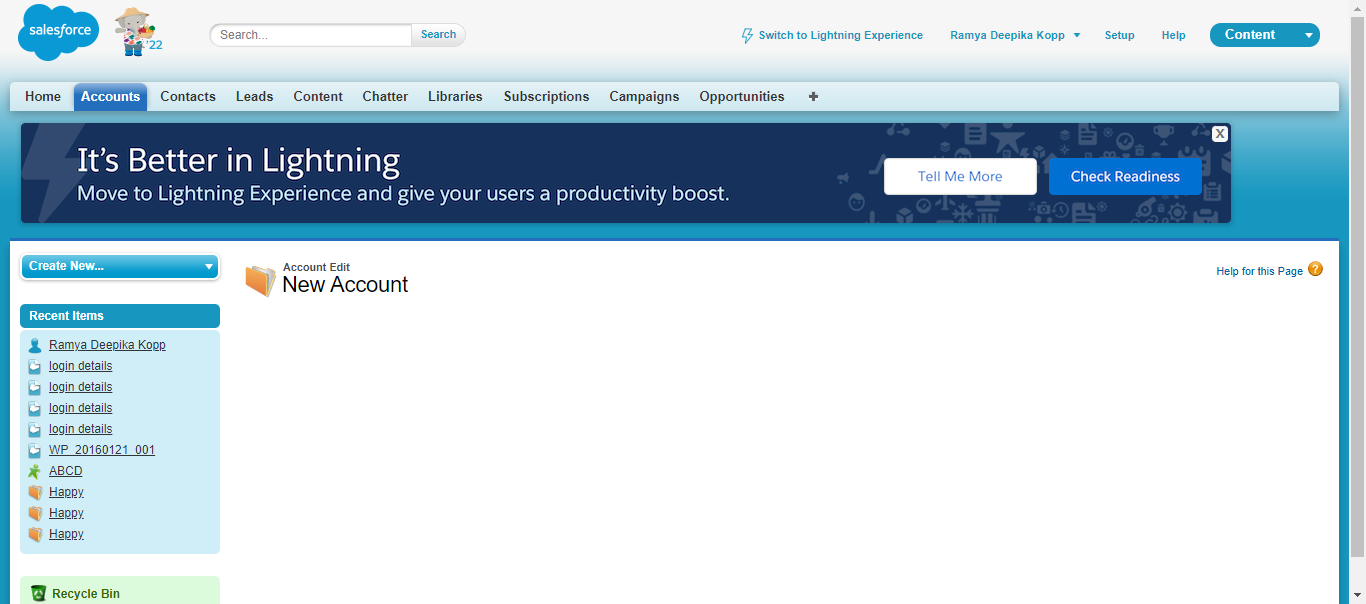 salesforce
'22
Search...
Search
Switch to Lightning Experience
Ramya Deepika Kopp
Setup
Help
Content
Home
Accounts
Contacts
Leads
Content
Chatter
Libraries
Subscriptions
Campaigns
Opportunities
It's Better in Lightning
Move to Lightning Experience and give your users a productivity boost.
Tell Me More
Check Readiness
X
Create New...
Recent Items
Ramya Deepika Kopp
login details
login details
login details
login details
WP_20160121_001
ABCD
Happy
Happy
Happy
Recycle Bin
Account Edit
New Account
Help for this Page ?